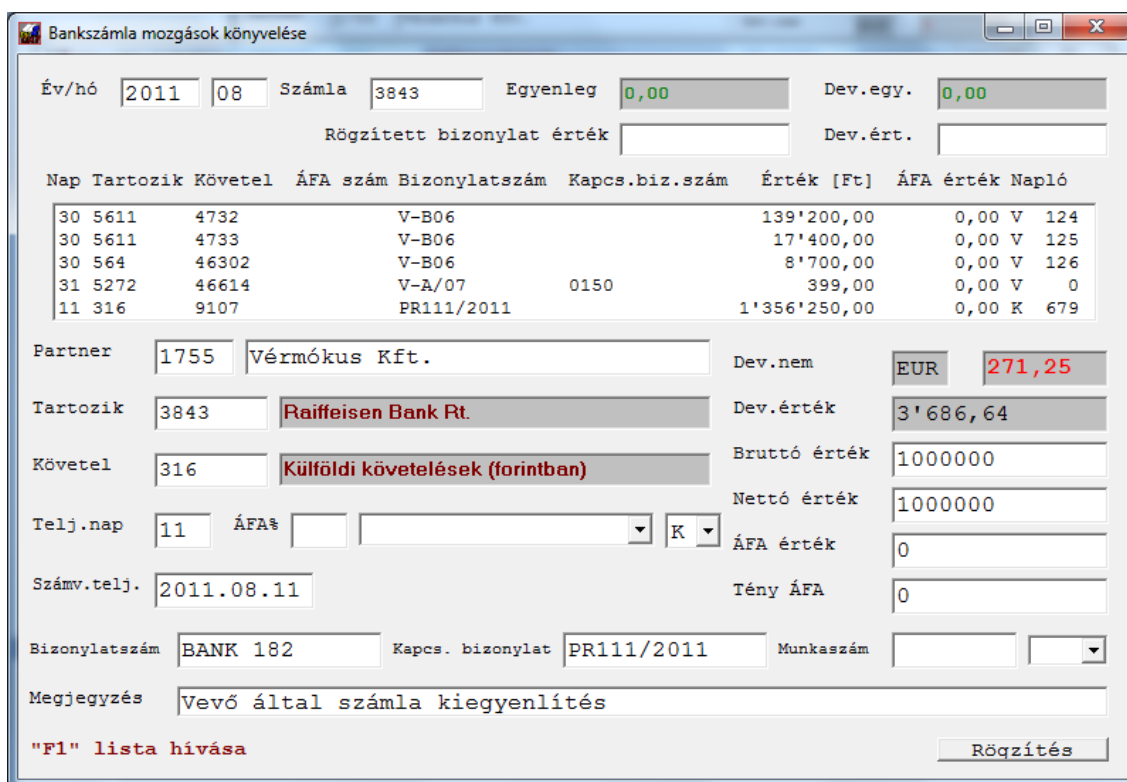 Bankszámla mozgások könyvelése
Év/hó 2011 08 Számla 3843 Egyenleg 0,00 Dev.egy. 0,00
Rögzített bizonylat érték Dev.ért.
Nap Tartozik Követel ÁFA szám Bizonylatszám Kapcs.biz.szám Érték [Ft] ÁFA érték Napló
30 5611 4732 V-B06 139'200,00 0,00 V 124
30 5611 4733 V-B06 17'400,00 0,00 V 125
30 564 46302 V-B06 8'700,00 0,00 V 126
31 5272 46614 V-A/07 0150 399,00 0,00 V 0
11 316 9107 PR111/2011 1'356'250,00 0,00 K 679
Partner 1755 Vérmókus Kft. Dev.nem EUR 271,25
Tartozik 3843 Raiffeisen Bank Rt. Dev.érték 3'686,64
Követel 316 Külföldi követelések (forintban) Bruttó érték 1000000
Nettó érték 1000000
Telj.nap 11 ÁFA% K ÁFA érték 0
Számv.telj. 2011.08.11 Tény ÁFA 0
Bizonylatszám BANK 182 Kapcs. bizonylat PR111/2011 Munkaszám
Megjegyzés Vevő által számla kiegyenlítés
"F1" lista hívása Rögzítés